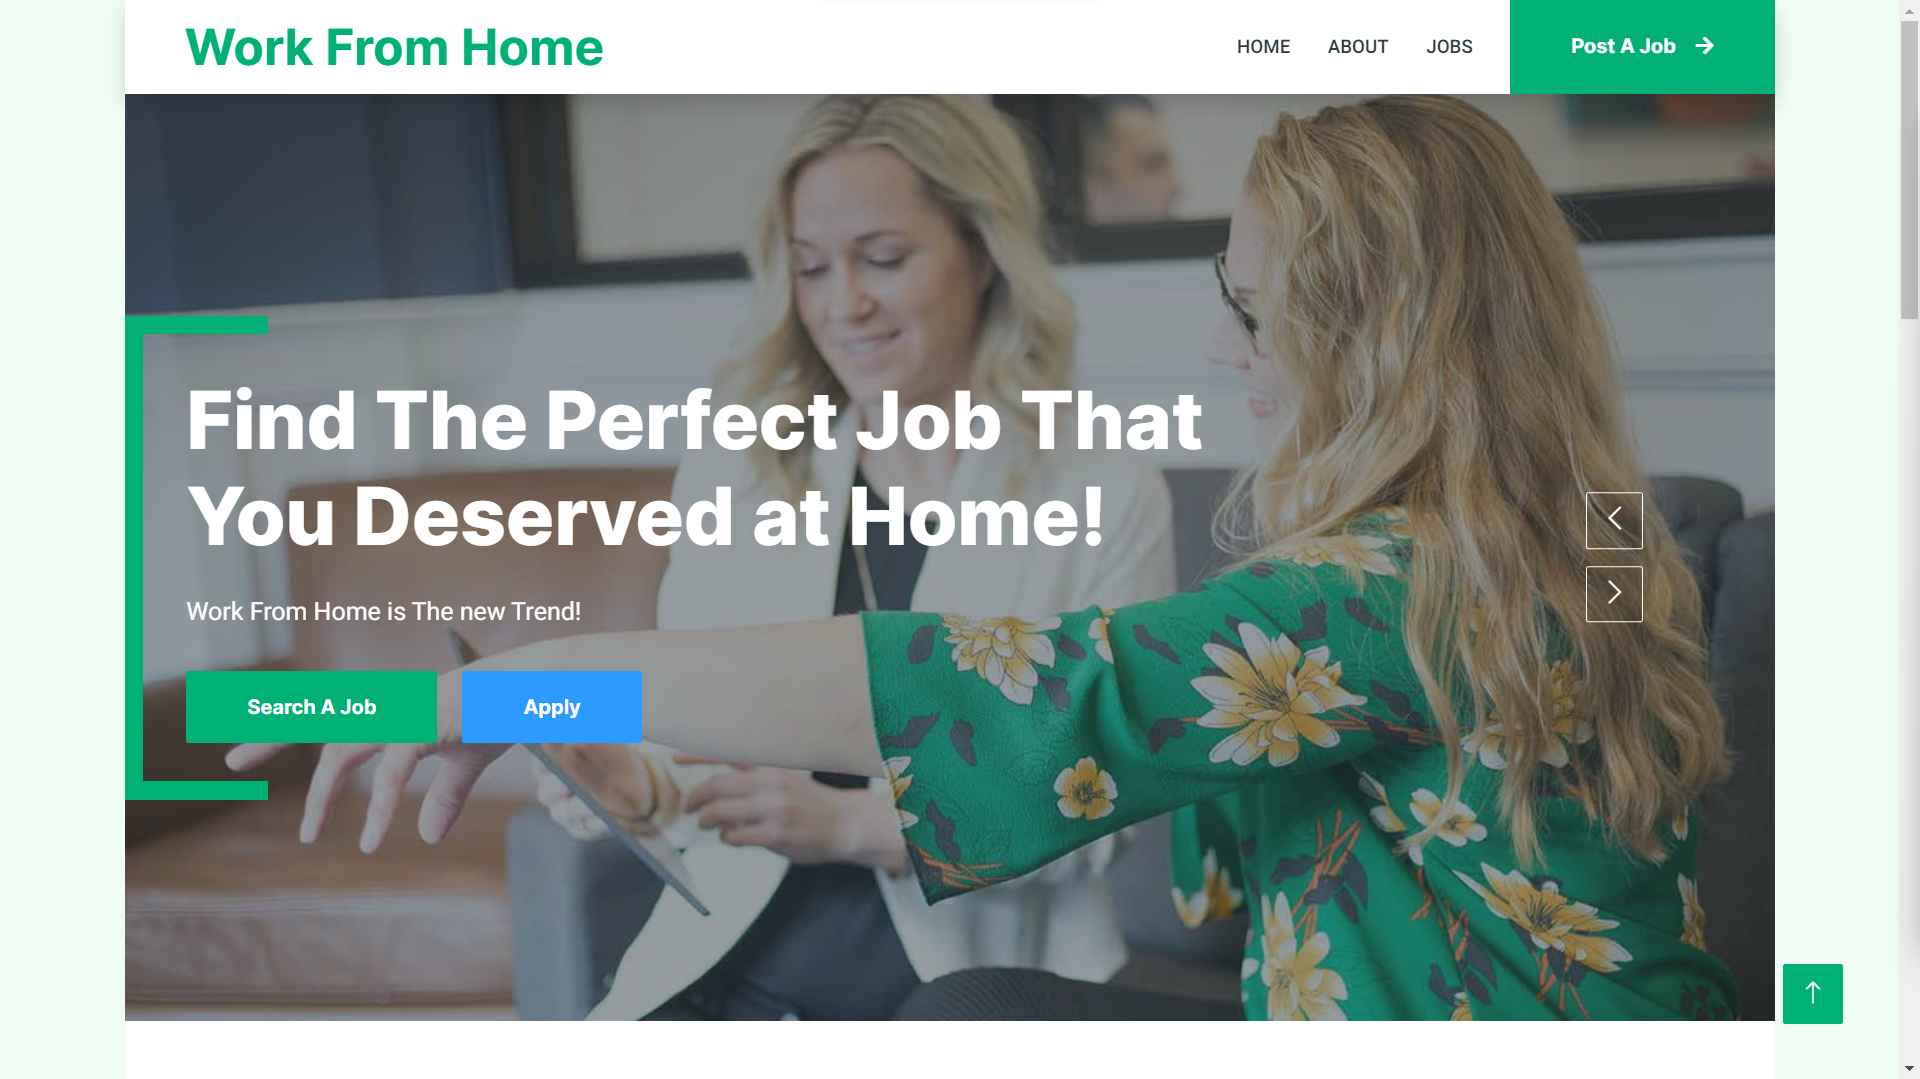 Work From Home
HOME
ABOUT
JOBS
Post A Job
Find The Perfect Job That
You Deserved at Home!
Work From Home is The new Trend!
Search A Job
Apply